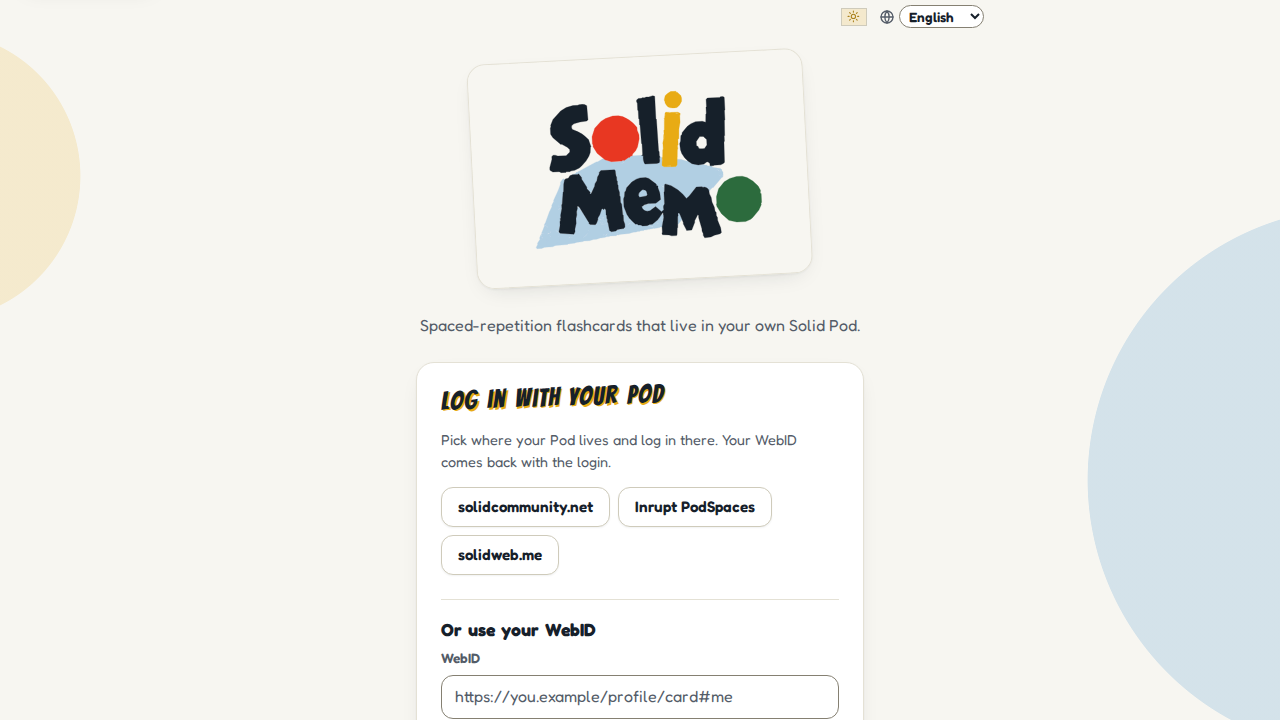 English
Solid
Memo
Spaced-repetition flashcards that live in your own Solid Pod.
LOG IN WITH YOUR POD
Pick where your Pod lives and log in there. Your WebID
comes back with the login.
solidcommunity.net
Inrupt PodSpaces
solidweb.me
Or use your WebID
WebID
https://you.example/profile/card#me